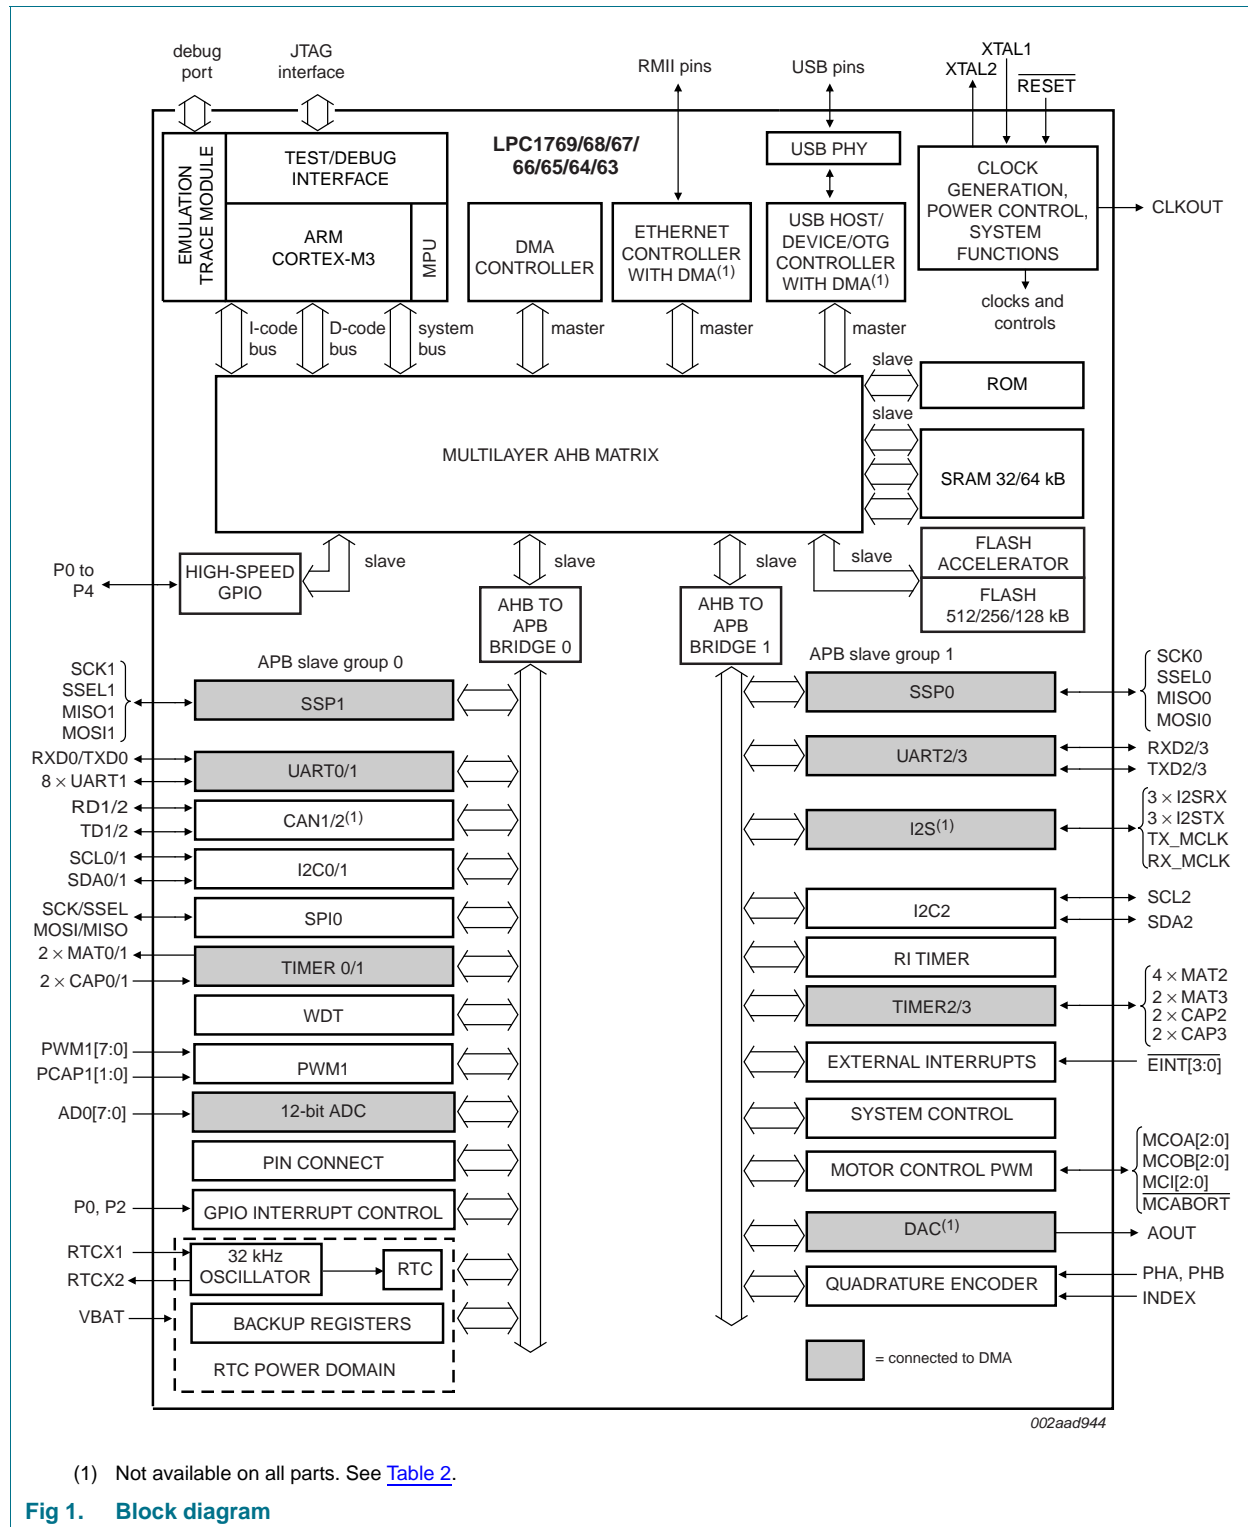 debug
port
JTAG
interface
RMII pins
USB pins
XTAL1
XTAL2
RESET
EMULATION
TRACE MODULE
TEST/DEBUG
INTERFACE
ARM
CORTEX-M3
MPU
LPC1769/68/67/
66/65/64/63
DMA
CONTROLLER
ETHERNET
CONTROLLER
WITH DMA(1)
USB PHY
USB HOST/
DEVICE/OTG
CONTROLLER
WITH DMA(1)
CLOCK
GENERATION,
POWER CONTROL,
SYSTEM
FUNCTIONS
CLKOUT
clocks and
controls
I-code
bus
D-code
bus
system
bus
master
master
master
slave
ROM
slave
MULTILAYER AHB MATRIX
SRAM 32/64 kB
P0 to
P4
HIGH-SPEED
GPIO
slave
slave
slave
slave
FLASH
ACCELERATOR
FLASH
512/256/128 kB
AHB TO
APB
BRIDGE 0
AHB TO
APB
BRIDGE 1
APB slave group 0
APB slave group 1
SCK1
SSEL1
MISO1
MOSI1
SSP1
RXD0/TXD0
8 × UART1
UART0/1
RD1/2
TD1/2
CAN1/2(1)
SCL0/1
SDA0/1
I2C0/1
SCK/SSEL
MOSI/MISO
SPI0
2 × MAT0/1
2 × CAP0/1
TIMER 0/1
WDT
PWM1[7:0]
PCAP1[1:0]
PWM1
AD0[7:0]
12-bit ADC
PIN CONNECT
P0, P2
GPIO INTERRUPT CONTROL
RTCX1
RTCX2
32 kHz
OSCILLATOR
RTC
VBAT
BACKUP REGISTERS
RTC POWER DOMAIN
SSP0
SCK0
SSEL0
MISO0
MOSI0
UART2/3
RXD2/3
TXD2/3
I2S(1)
3 × I2SRX
3 × I2STX
TX_MCLK
RX_MCLK
I2C2
SCL2
SDA2
RI TIMER
TIMER2/3
4 × MAT2
2 × MAT3
2 × CAP2
2 × CAP3
EXTERNAL INTERRUPTS
EINT[3:0]
SYSTEM CONTROL
MOTOR CONTROL PWM
MCOA[2:0]
MCOB[2:0]
MCI[2:0]
MCABORT
DAC(1)
AOUT
QUADRATURE ENCODER
PHA, PHB
INDEX
= connected to DMA
002aad944
(1) Not available on all parts. See Table 2.
Fig 1. Block diagram